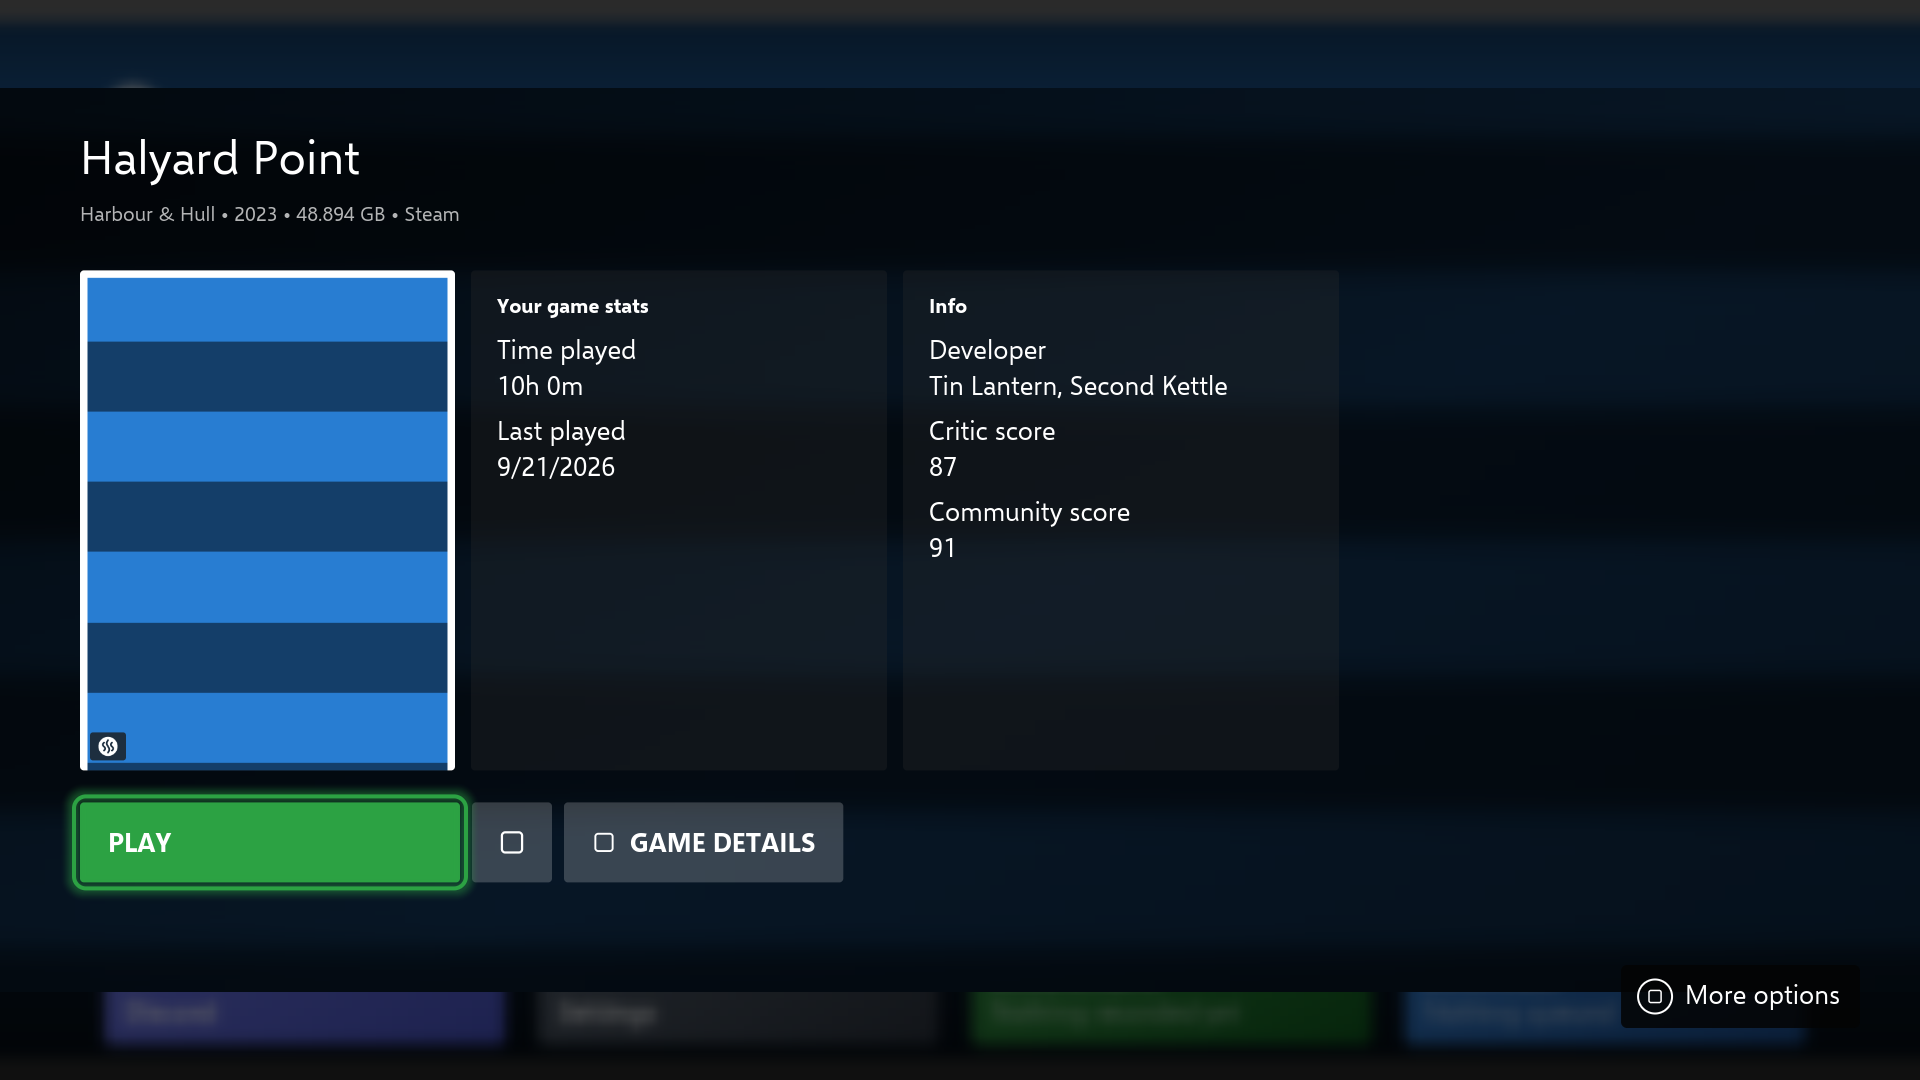 Halyard Point
Harbour & Hull • 2023 • 48.894 GB • Steam
Your game stats
Time played
10h 0m
Last played
9/21/2026
Info
Developer
Tin Lantern, Second Kettle
Critic score
87
Community score
91
PLAY
GAME DETAILS
More options
Discord
Settings